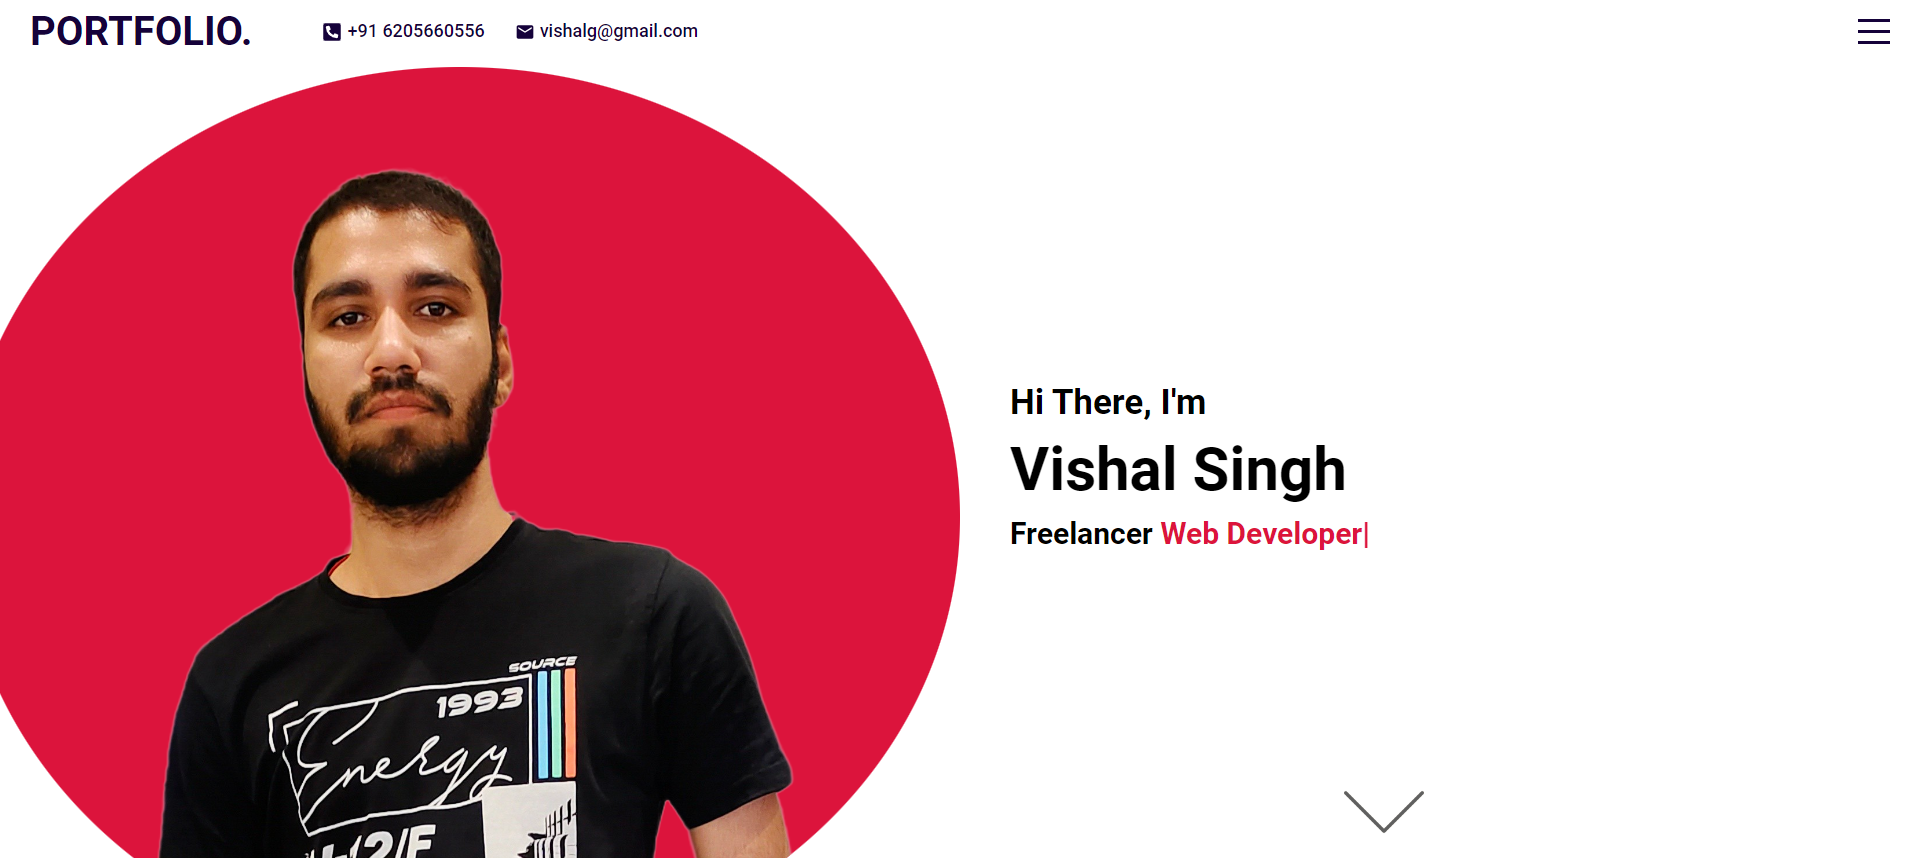 PORTFOLIO.
+91 6205660556
vishalg@gmail.com
Hi There, I'm
Vishal Singh
Freelancer Web Developer|
SOURCE
1993
Energy